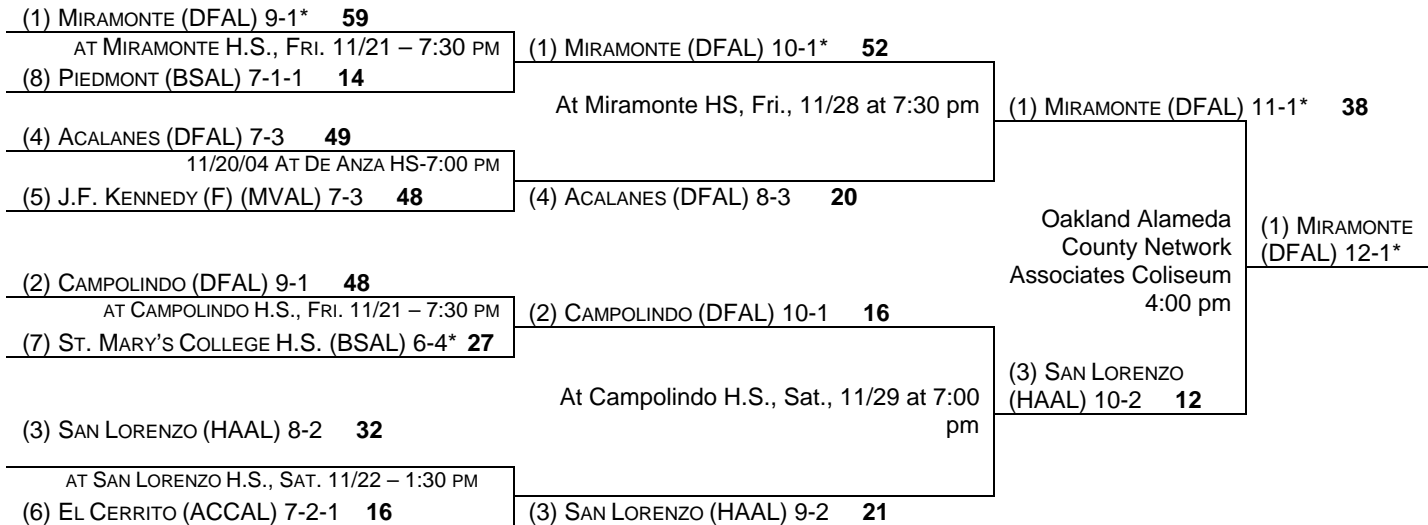 (1) MIRAMONTE (DFAL) 9-1* 59
AT MIRAMONTE H.S., FRI. 11/21 – 7:30 PM
(8) PIEDMONT (BSAL) 7-1-1 14
(1) MIRAMONTE (DFAL) 10-1* 52
At Miramonte HS, Fri., 11/28 at 7:30 pm
(4) ACALANES (DFAL) 7-3 49
11/20/04 AT DE ANZA HS-7:00 PM
(5) J.F. KENNEDY (F) (MVAL) 7-3 48
(4) ACALANES (DFAL) 8-3 20
(1) MIRAMONTE (DFAL) 11-1* 38
Oakland Alameda
County Network
Associates Coliseum
4:00 pm
(1) MIRAMONTE
(DFAL) 12-1*
(2) CAMPOLINDO (DFAL) 9-1 48
AT CAMPOLINDO H.S., FRI. 11/21 – 7:30 PM
(7) ST. MARY'S COLLEGE H.S. (BSAL) 6-4* 27
(2) CAMPOLINDO (DFAL) 10-1 16
At Campolindo H.S., Sat., 11/29 at 7:00
pm
(3) SAN LORENZO
(HAAL) 10-2 12
(3) SAN LORENZO (HAAL) 8-2 32
AT SAN LORENZO H.S., SAT. 11/22 – 1:30 PM
(6) EL CERRITO (ACCAL) 7-2-1 16
(3) SAN LORENZO (HAAL) 9-2 21